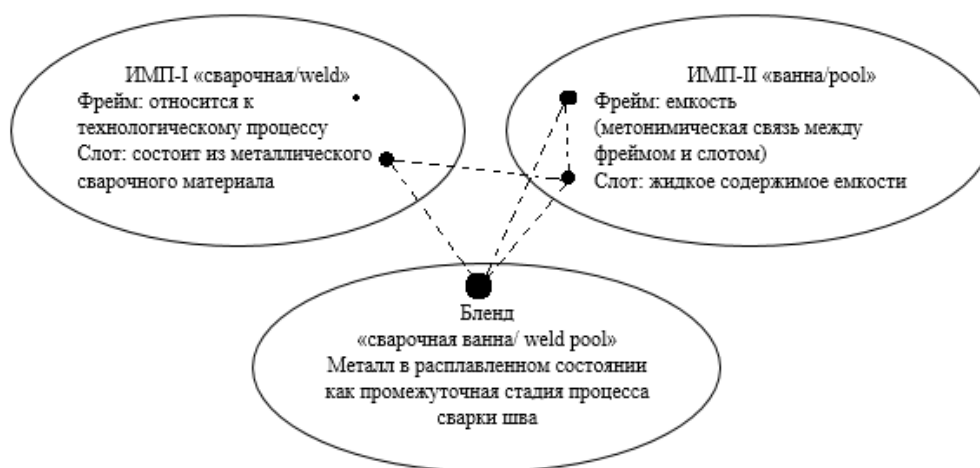 ИМП-I «сварочная/weld»
Фрейм: относится к
технологическому процессу
Слот: состоит из металлического
сварочного материала
ИМП-II «ванна/pool»
Фрейм: емкость
(метонимическая связь между
фреймом и слотом)
Слот: жидкое содержимое емкости
Бленд
«сварочная ванна/ weld pool»
Металл в расплавленном состоянии
как промежуточная стадия процесса
сварки шва